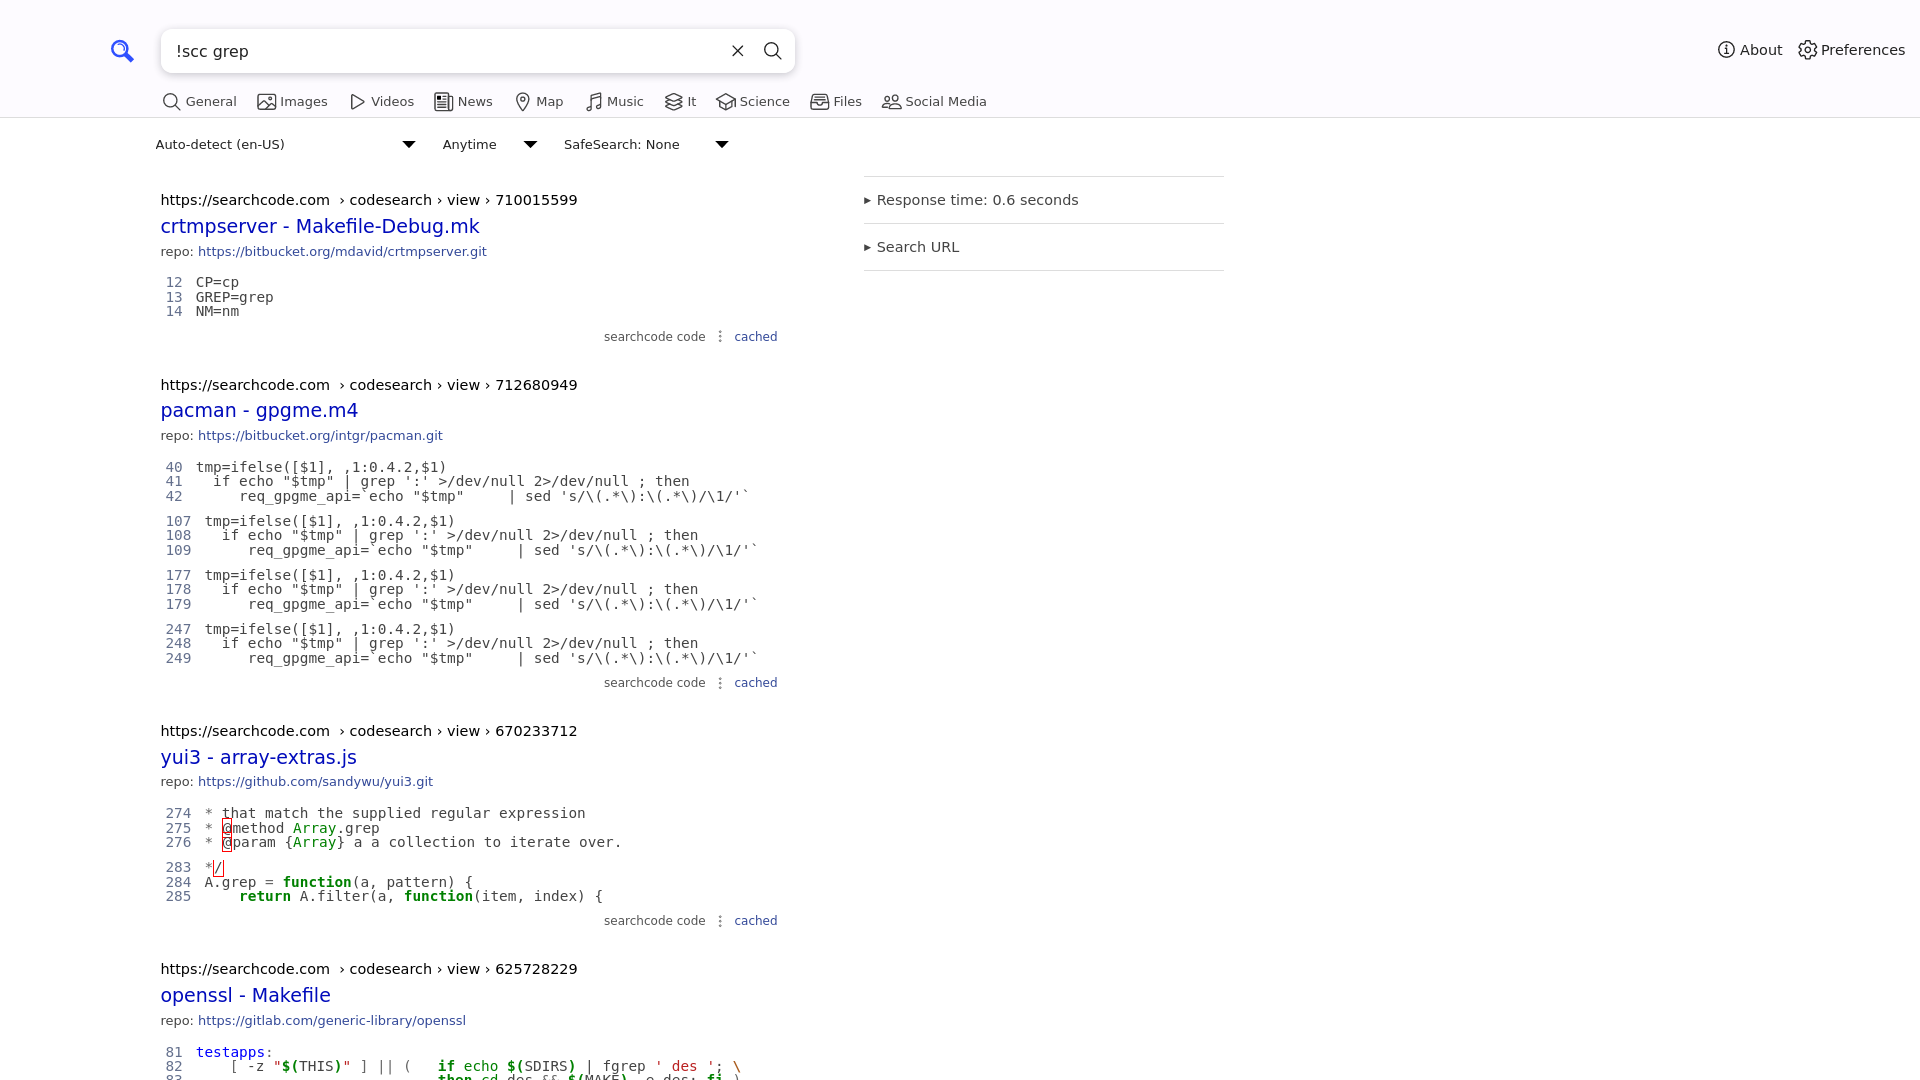 !scc grep
About
Preferences
General
Images
Videos
News
Map
Music
It
Science
Files
Social Media
Auto-detect (en-US)
Anytime
SafeSearch: None
https://searchcode.com › codesearch › view › 710015599
crtmpserver - Makefile-Debug.mk
repo: https://bitbucket.org/mdavid/crtmpserver.git
12 CP=cp
13 GREP=grep
14 NM=nm
searchcode code
cached
https://searchcode.com › codesearch › view › 712680949
pacman - gpgme.m4
repo: https://bitbucket.org/intgr/pacman.git
40 tmp=ifelse([$1], ,1:0.4.2,$1)
41   if echo "$tmp" | grep ':' >/dev/null 2>/dev/null ; then
42      req_gpgme_api=`echo "$tmp"     | sed 's/\(.*\):\(.*\)/\1/'`
107 tmp=ifelse([$1], ,1:0.4.2,$1)
108   if echo "$tmp" | grep ':' >/dev/null 2>/dev/null ; then
109      req_gpgme_api=`echo "$tmp"     | sed 's/\(.*\):\(.*\)/\1/'`
177 tmp=ifelse([$1], ,1:0.4.2,$1)
178   if echo "$tmp" | grep ':' >/dev/null 2>/dev/null ; then
179      req_gpgme_api=`echo "$tmp"     | sed 's/\(.*\):\(.*\)/\1/'`
247 tmp=ifelse([$1], ,1:0.4.2,$1)
248   if echo "$tmp" | grep ':' >/dev/null 2>/dev/null ; then
249      req_gpgme_api=`echo "$tmp"     | sed 's/\(.*\):\(.*\)/\1/'`
searchcode code
cached
https://searchcode.com › codesearch › view › 670233712
yui3 - array-extras.js
repo: https://github.com/sandywu/yui3.git
274 * that match the supplied regular expression
275 * @method Array.grep
276 * @param {Array} a a collection to iterate over.
283 */
284 A.grep = function(a, pattern) {
285     return A.filter(a, function(item, index) {
searchcode code
cached
https://searchcode.com › codesearch › view › 625728229
openssl - Makefile
repo: https://gitlab.com/generic-library/openssl
81 testapps:
82     [ -z "$(THIS)" ] || (   if echo $(SDIRS) | fgrep ' des '; \
Response time: 0.6 seconds
Search URL